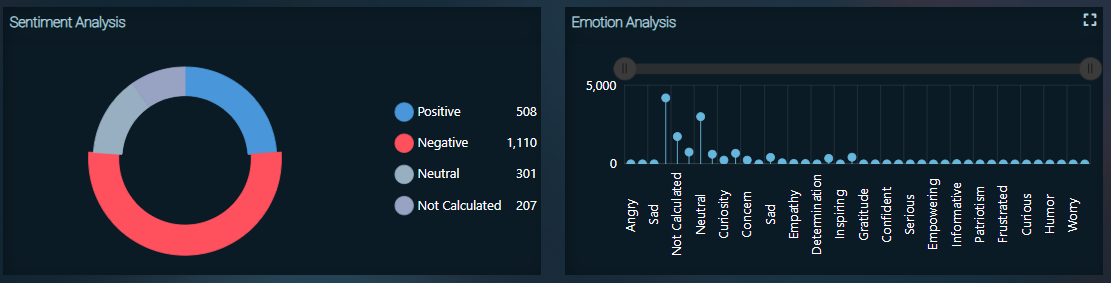 Sentiment Analysis
Positive 508
Negative 1,110
Neutral 301
Not Calculated 207
Emotion Analysis
5,000
0
Angry
Sad
Not Calculated
Neutral
Curiosity
Concern
Sad
Empathy
Determination
Inspiring
Gratitude
Confident
Serious
Empowering
Informative
Patriotism
Frustrated
Curious
Humor
Worry